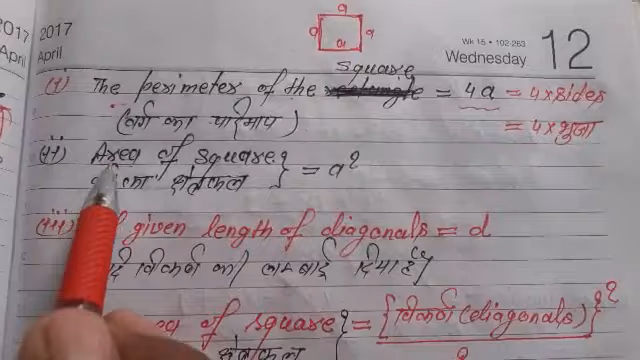 2017
2017
April
April
a
a
a
a
Wk 15 • 102-263
Wednesday 12
square
(i) The perimeter of the = 4a = 4×sides
(वर्ग का परिमाप) = 4×भुजा
(ii) Area of square } = a²
का क्षेत्रफल
(iii) given length of diagonals = d
दि विकर्ण की लम्बाई दिया है
of square } = {विकर्ण (diagonals)}²
क्षेत्रफल